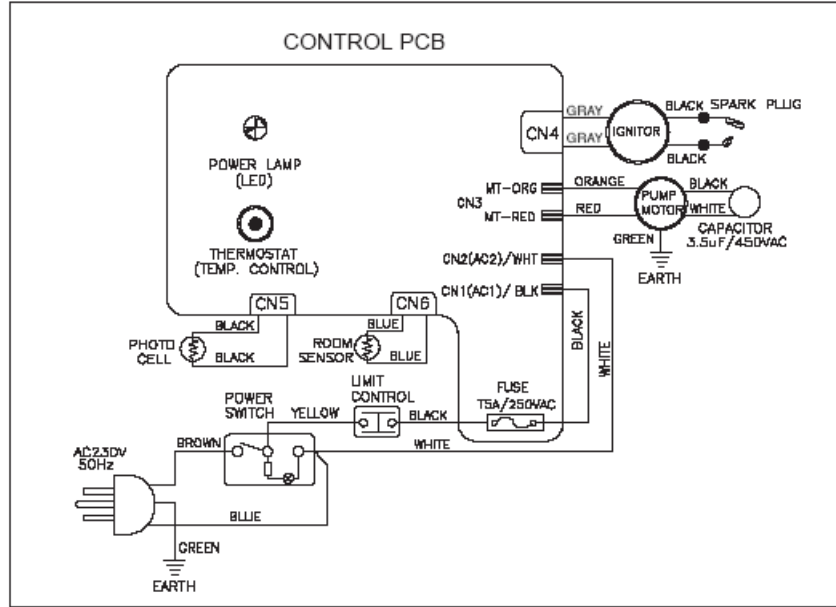 CONTROL PCB
POWER LAMP
(LED)
THERMOSTAT
(TEMP. CONTROL)
CN4
GRAY
GRAY
IGNITOR
BLACK
SPARK PLUG
BLACK
MT-ORG
CN3
MT-RED
ORANGE
RED
PUMP
MOTOR
BLACK
WHITE
CAPACITOR
3.5uF/450VAC
GREEN
EARTH
CN2(AC2)/WHT
CN1(AC1)/ BLK
BLACK
WHITE
CN5
BLACK
BLACK
PHOTO
CELL
CN6
BLUE
BLUE
ROOM
SENSOR
LIMIT
CONTROL
FUSE
T5A/250VAC
POWER
SWITCH
YELLOW
BLACK
WHITE
AC230V
50Hz
BROWN
BLUE
GREEN
EARTH